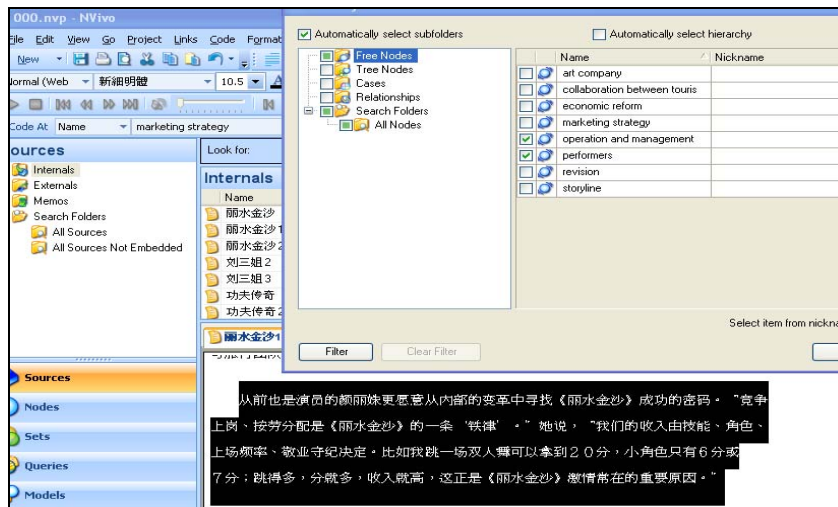 000.nvp - NVivo
File Edit View Go Project Links Code Format
New
Normal (Web 新細明體 10.5 A
Code At Name marketing strategy
ources
Internals
Externals
Memos
Search Folders
All Sources
All Sources Not Embedded
Sources
Nodes
Sets
Queries
Models
Look for:
Internals
Name
丽水金沙
丽水金沙1
丽水金沙2
刘三姐2
刘三姐3
功夫传奇
功夫传奇2
丽水金沙1
Automatically select subfolders
Automatically select hierarchy
Free Nodes
Tree Nodes
Cases
Relationships
Search Folders
All Nodes
Name Nickname
art company
collaboration between touris
economic reform
marketing strategy
operation and management
performers
revision
storyline
Select item from nickna
Filter Clear Filter
从前也是演员的颜丽姝更愿意从内部的变革中寻找《丽水金沙》成功的密码。“竞争
上岗、按劳分配是《丽水金沙》的一条‘铁律’。”她说，“我们的收入由技能、角色、
上场频率、敬业守纪决定。比如我跳一场双人舞可以拿到20分，小角色只有6分或
7分；跳得多，分就多，收入就高，这正是《丽水金沙》激情常在的重要原因。”